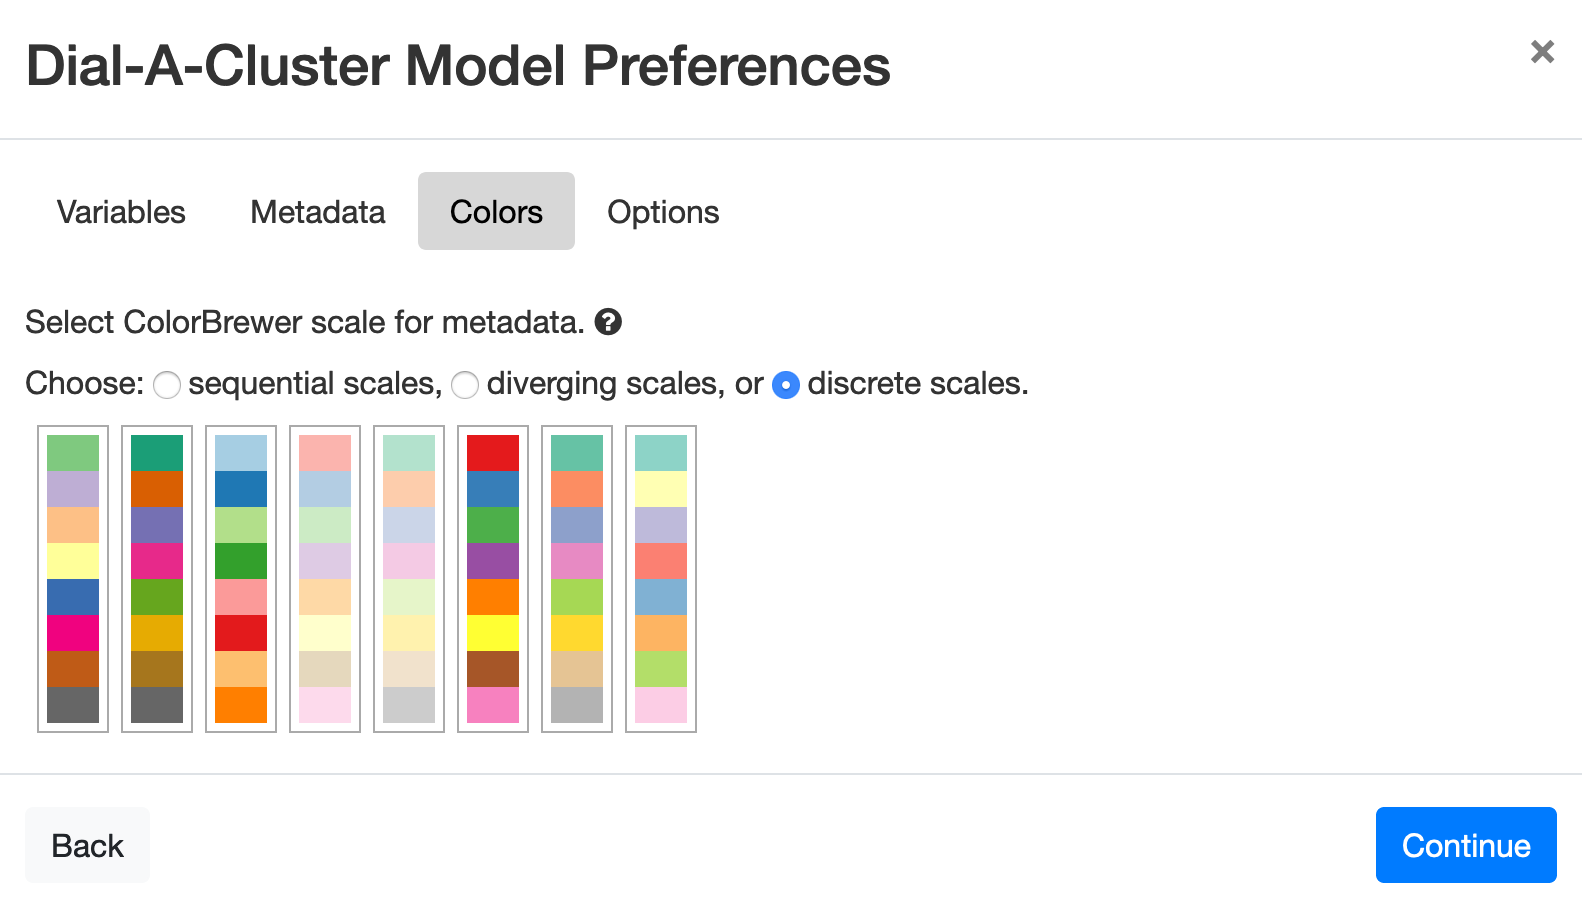 Dial-A-Cluster Model Preferences
Variables Metadata Colors Options
Select ColorBrewer scale for metadata.
Choose: sequential scales, diverging scales, or discrete scales.
Back Continue